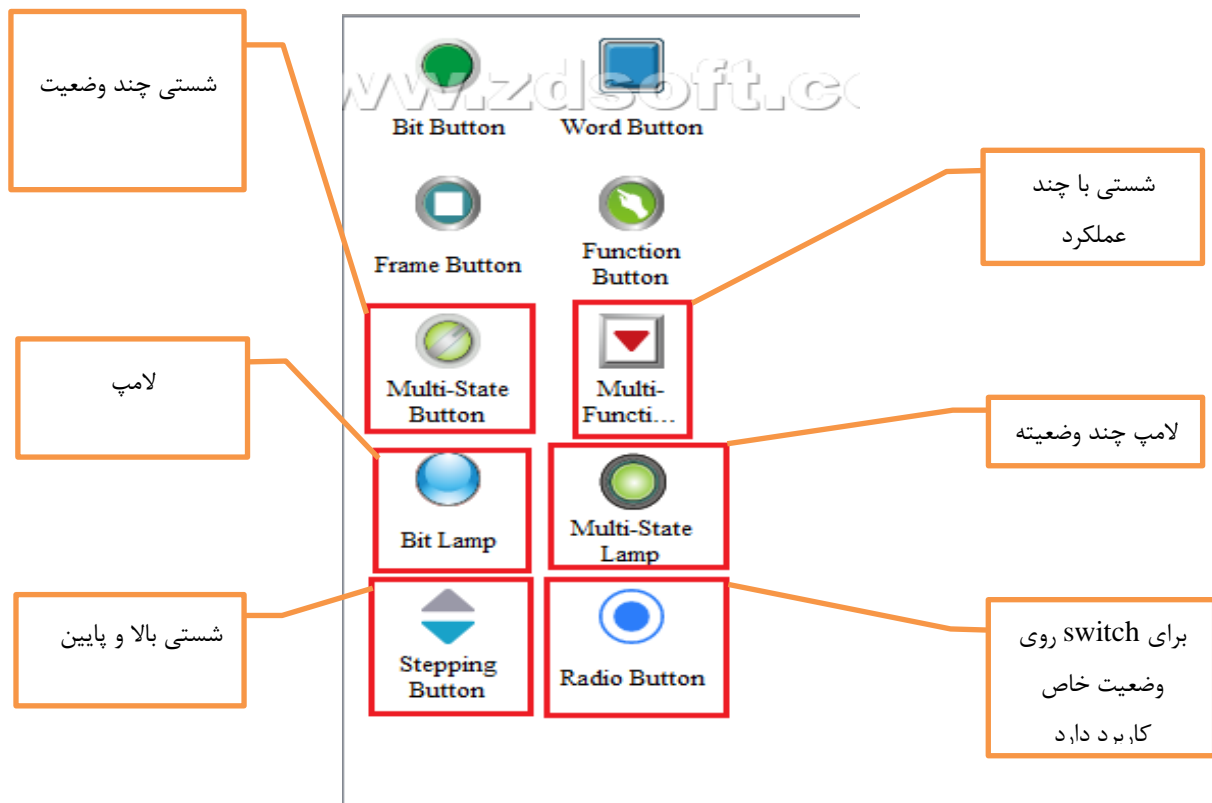 شستی چند وضعیت
www.zdsoft.c
Bit Button
Word Button
شستی با چند
عملکرد
Frame Button
Function
Button
Multi-State
Button
Multi-
Functi...
لامپ
لامپ چند وضعیته
Bit Lamp
Multi-State
Lamp
شستی بالا و پایین
Stepping
Button
Radio Button
برای switch روی
وضعیت خاص
کاربرد دارد